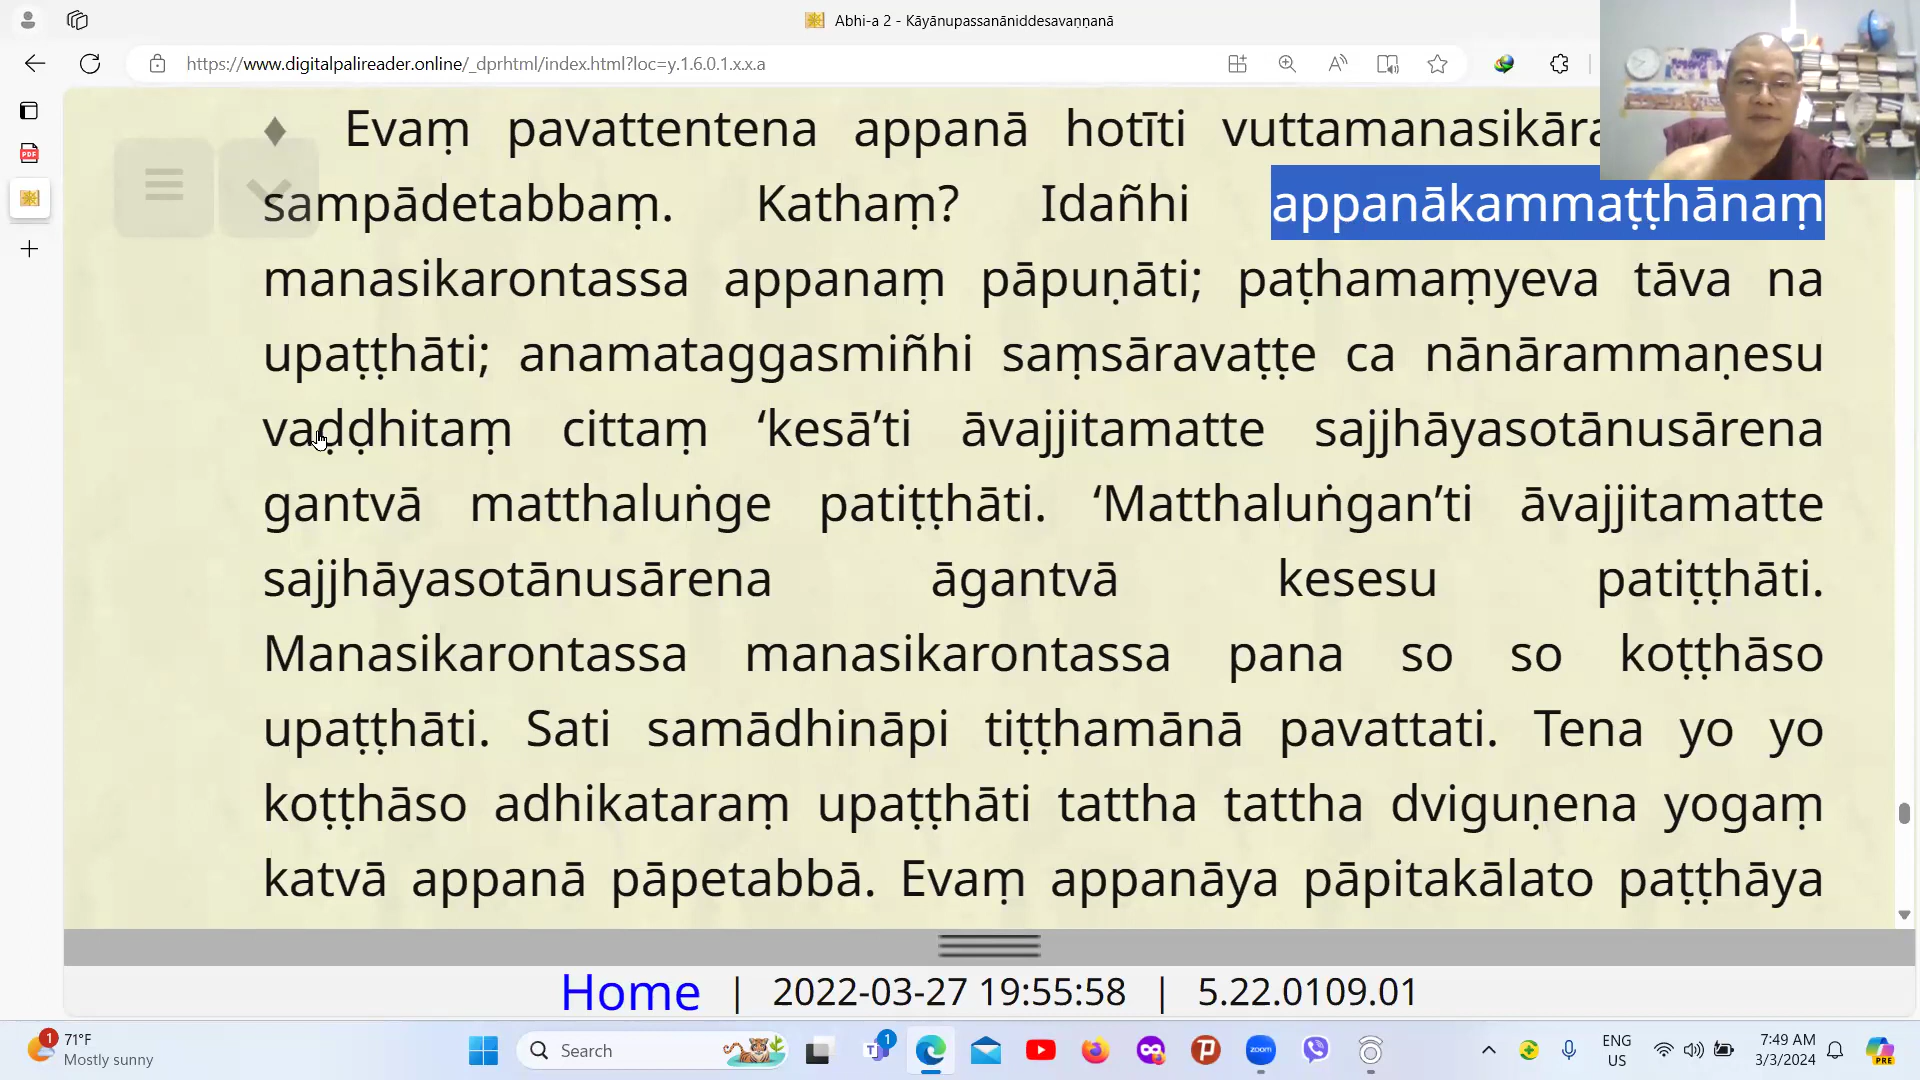 Abhi-a 2 - Kāyānupassanāniddesavaṇṇanā
https://www.digitalpalireader.online/_dprhtml/index.html?loc=y.1.6.0.1.x.x.a
Evaṃ pavattentena appanā hotīti vuttamanasikāra
sampādetabbaṃ. Kathaṃ? Idañhi appanākammaṭṭhānaṃ
manasikarontassa appanaṃ pāpuṇāti; paṭhamaṃyeva tāva na
upaṭṭhāti; anamataggasmiñhi saṃsāravaṭṭe ca nānārammaṇesu
vaḍḍhitaṃ cittaṃ ‘kesā’ti āvajjitamatte sajjhāyasotānusārena
gantvā matthaluṅge patiṭṭhāti. ‘Matthaluṅgan’ti āvajjitamatte
sajjhāyasotānusārena āgantvā kesesu patiṭṭhāti.
Manasikarontassa manasikarontassa pana so so koṭṭhāso
upaṭṭhāti. Sati samādhināpi tiṭṭhamānā pavattati. Tena yo yo
koṭṭhāso adhikataraṃ upaṭṭhāti tattha tattha dviguṇena yogaṃ
katvā appanā pāpetabbā. Evaṃ appanāya pāpitakālato paṭṭhāya
Home | 2022-03-27 19:55:58 | 5.22.0109.01
1
71°F
Mostly sunny
Search
1
zoom
ENG
US
7:49 AM
3/3/2024
PRE